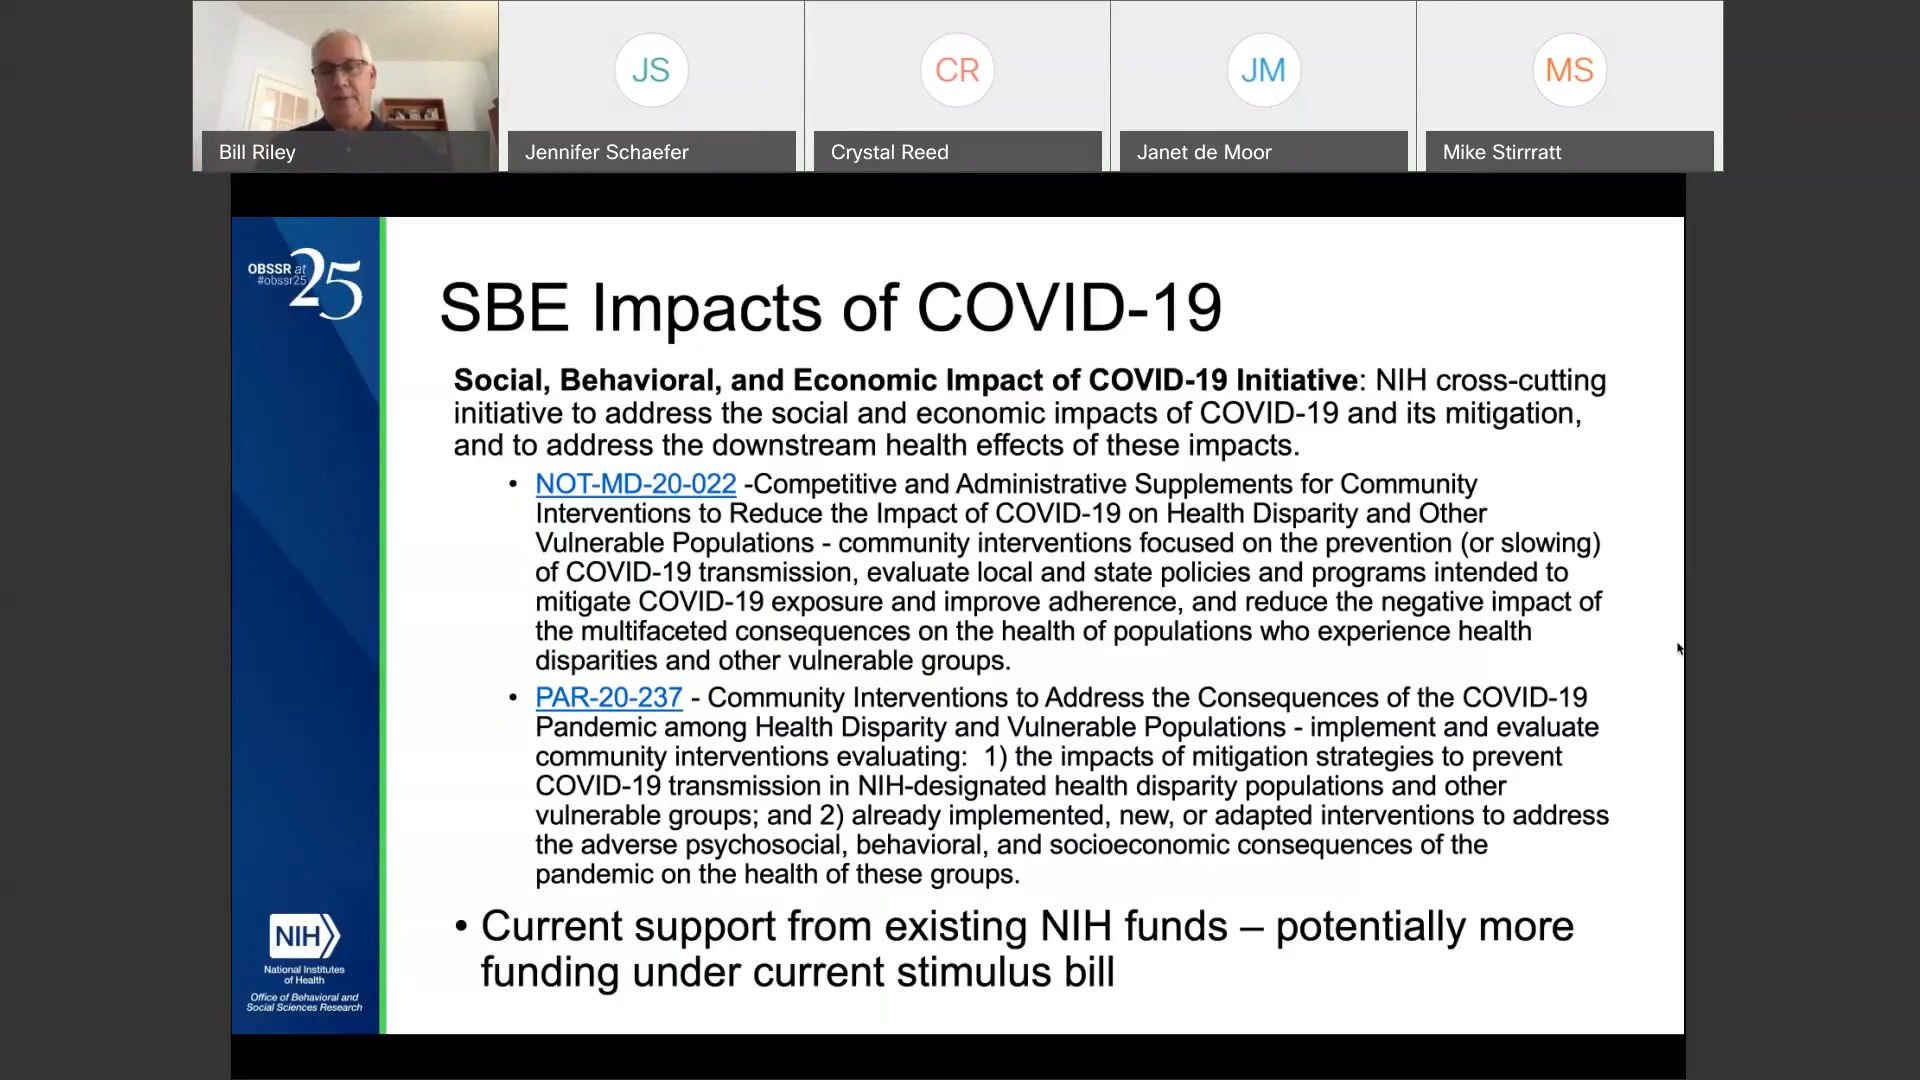 JS
CR
JM
MS
Bill Riley
Jennifer Schaefer
Crystal Reed
Janet de Moor
Mike Stirrratt
OBSSR at
#obssr25
25
SBE Impacts of COVID-19
Social, Behavioral, and Economic Impact of COVID-19 Initiative: NIH cross-cutting
initiative to address the social and economic impacts of COVID-19 and its mitigation,
and to address the downstream health effects of these impacts.
• NOT-MD-20-022 -Competitive and Administrative Supplements for Community
Interventions to Reduce the Impact of COVID-19 on Health Disparity and Other
Vulnerable Populations - community interventions focused on the prevention (or slowing)
of COVID-19 transmission, evaluate local and state policies and programs intended to
mitigate COVID-19 exposure and improve adherence, and reduce the negative impact of
the multifaceted consequences on the health of populations who experience health
disparities and other vulnerable groups.
• PAR-20-237 - Community Interventions to Address the Consequences of the COVID-19
Pandemic among Health Disparity and Vulnerable Populations - implement and evaluate
community interventions evaluating: 1) the impacts of mitigation strategies to prevent
COVID-19 transmission in NIH-designated health disparity populations and other
vulnerable groups; and 2) already implemented, new, or adapted interventions to address
the adverse psychosocial, behavioral, and socioeconomic consequences of the
pandemic on the health of these groups.
• Current support from existing NIH funds – potentially more
funding under current stimulus bill
NIH
National Institutes
of Health
Office of Behavioral and
Social Sciences Research